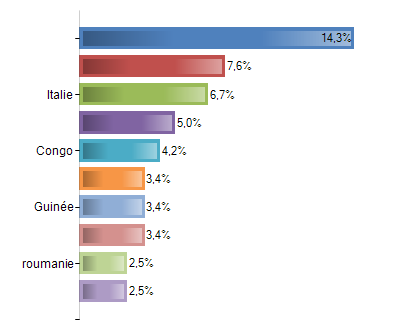 14,3%
7,6%
Italie 6,7%
5,0%
Congo 4,2%
3,4%
Guinée 3,4%
3,4%
roumanie 2,5%
2,5%